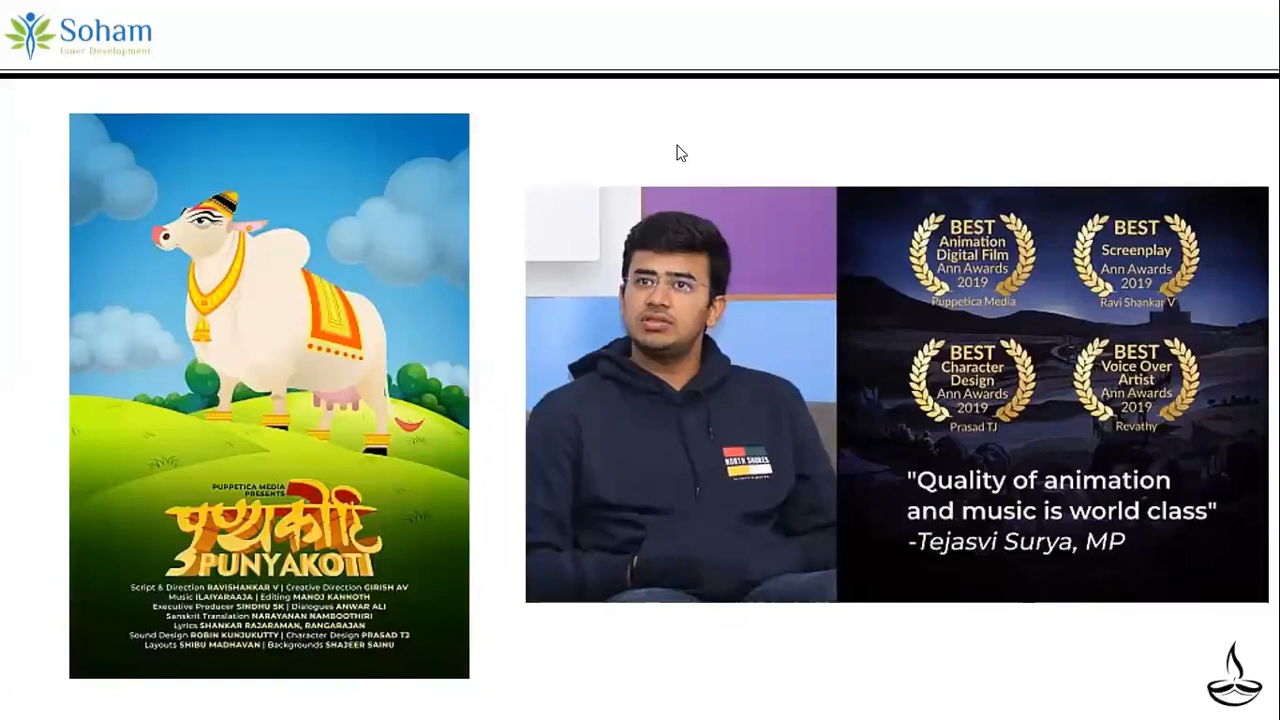 Soham
Inner Development
PUPPETICA MEDIA
PRESENTS
पुण्यकोटि
PUNYAKOTI
Script & Direction RAVISHANKAR V | Creative Direction GIRISH AV
Music ILAIYARAAJA | Editing MANOJ KANNOTH
Executive Producer SINDHU SK | Dialogues ANWAR ALI
Sanskrit Translation NARAYANAN NAMBOOTHIRI
Lyrics SHANKAR RAJARAMAN, RANGARAJAN
Sound Design ROBIN KUNJUKUTTY | Character Design PRASAD TJ
Layouts SHIBU MADHAVAN | Backgrounds SHAJEER SAINU
NORTH SHORES
BEST
Animation
Digital Film
Ann Awards
2019
Puppetica Media
BEST
Screenplay
Ann Awards
2019
Ravi Shankar V
BEST
Character
Design
Ann Awards
2019
Prasad TJ
BEST
Voice Over
Artist
Ann Awards
2019
Revathy
"Quality of animation
and music is world class"
-Tejasvi Surya, MP